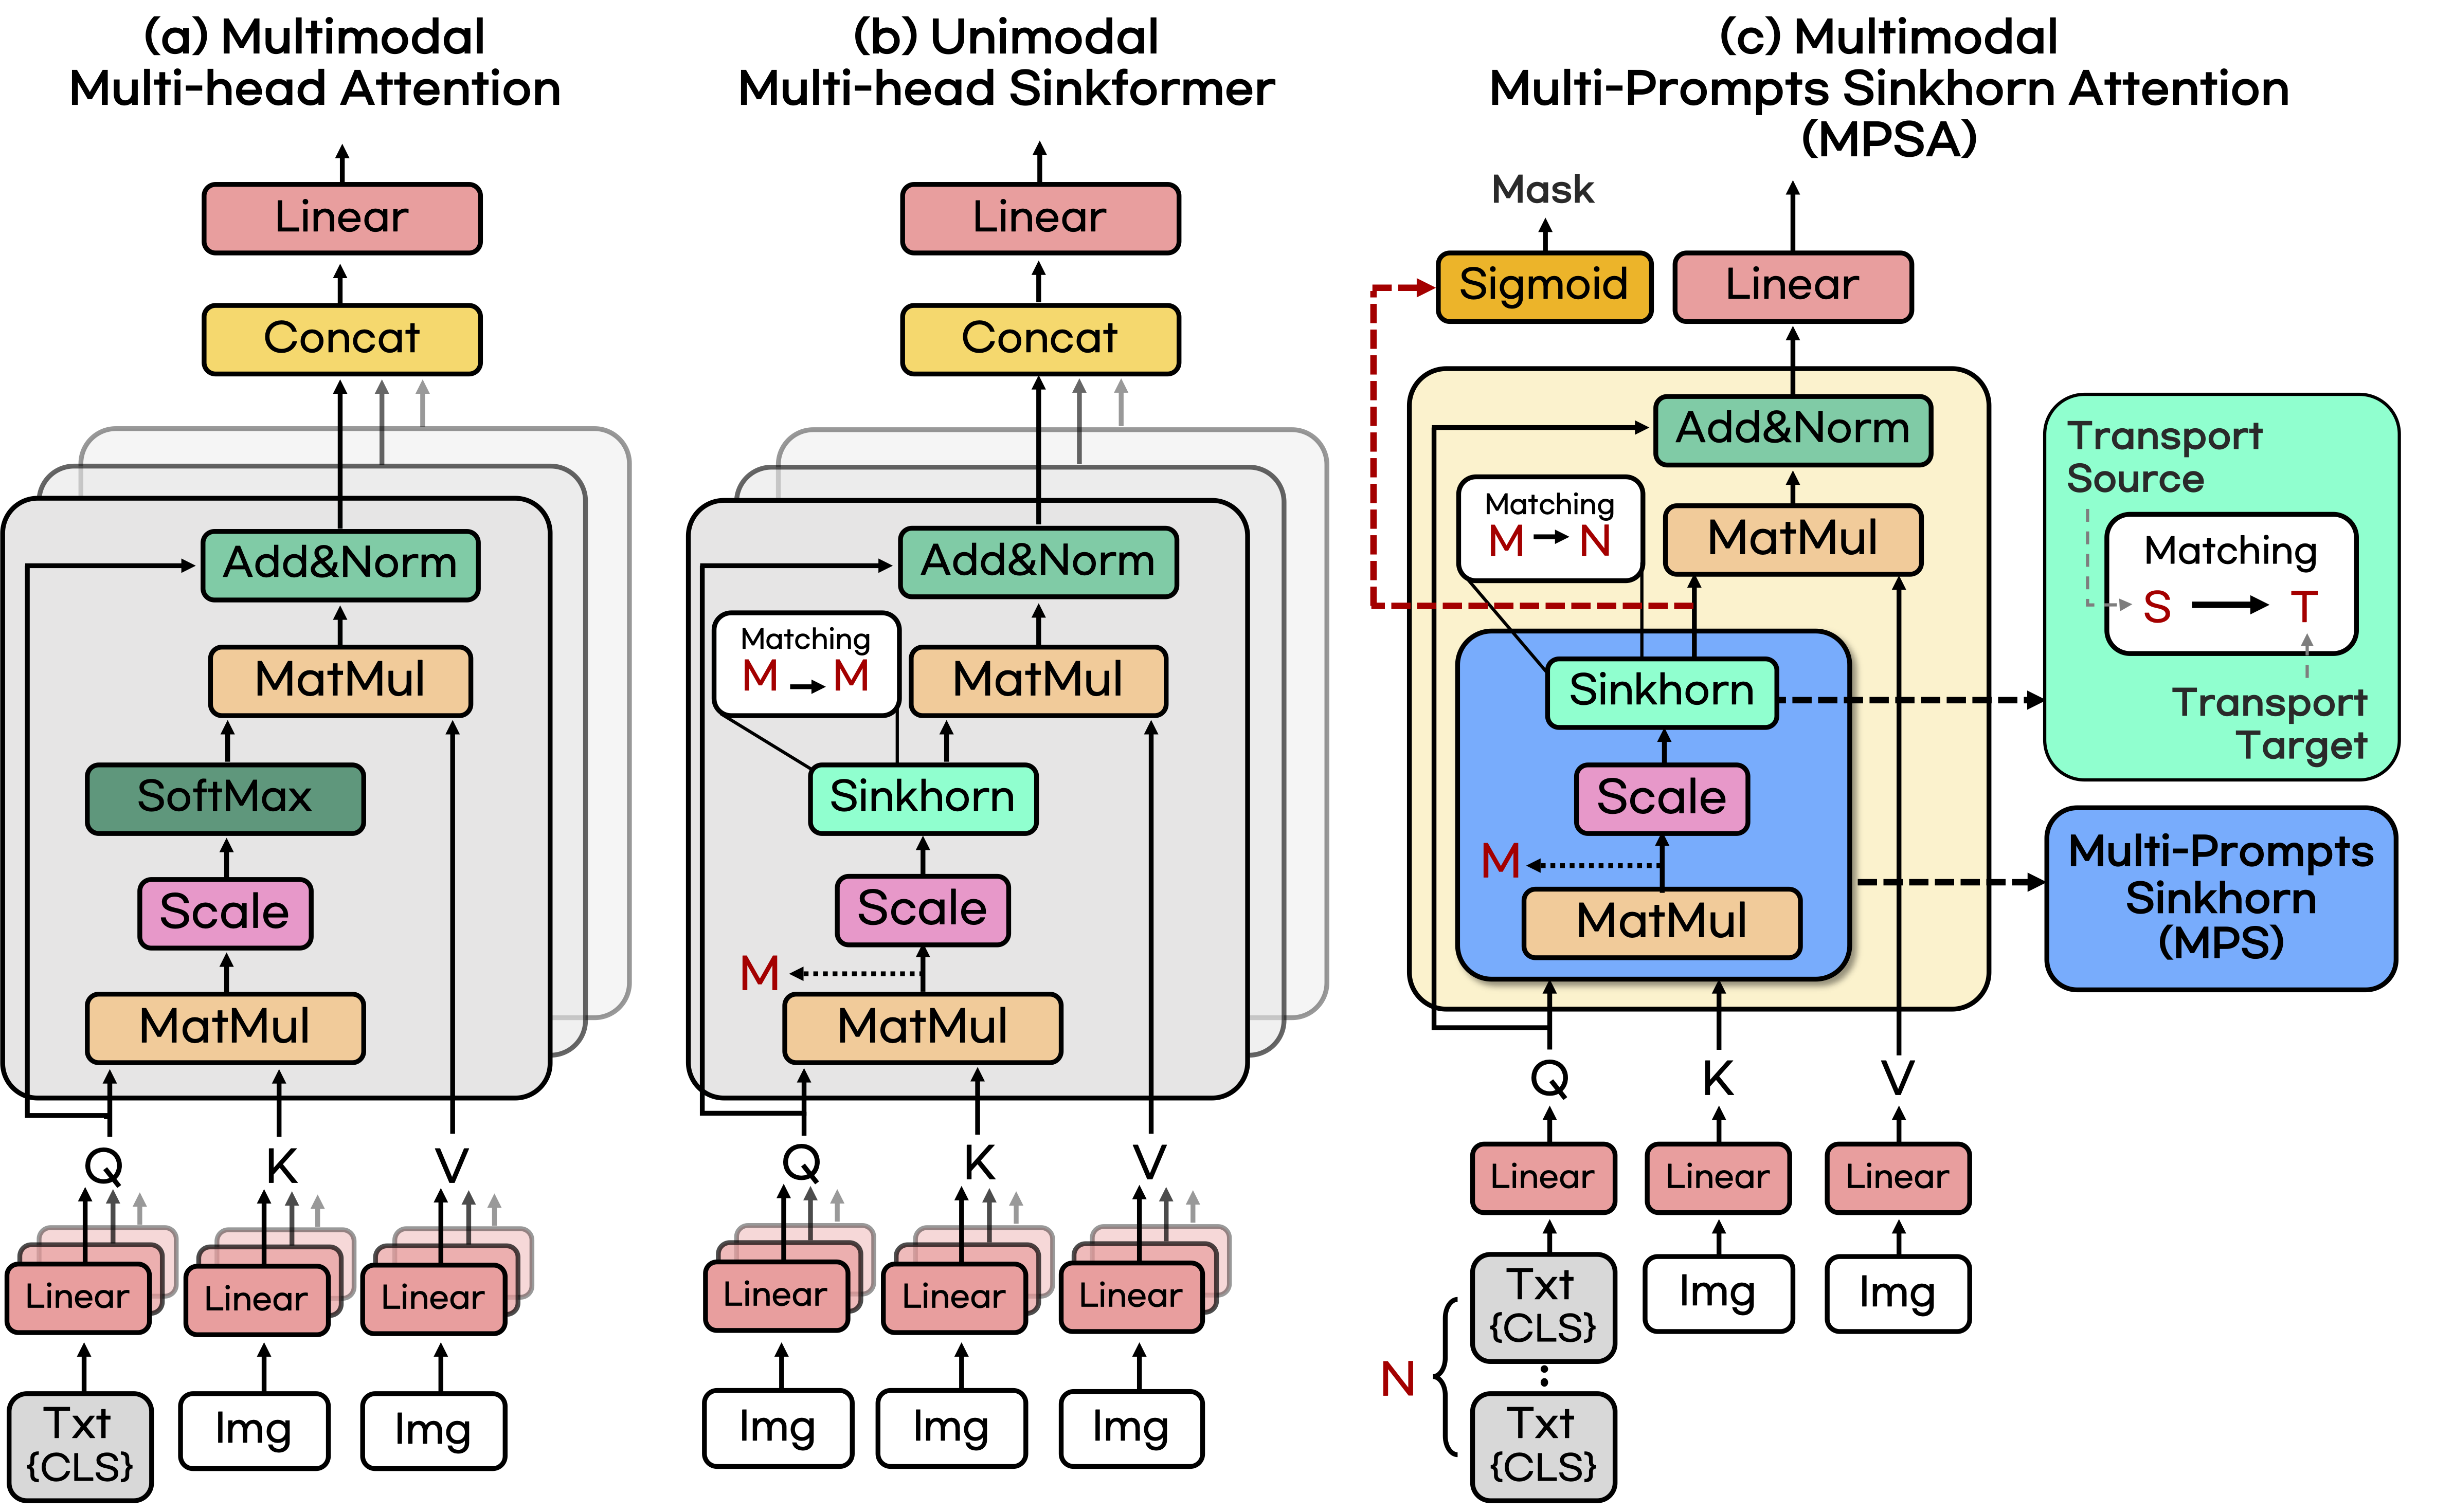 (a) Multimodal
Multi-head Attention
Linear
Concat
Add&Norm
MatMul
SoftMax
Scale
MatMul
Q K V
Linear Linear Linear
Txt
{CLS}
Img Img
(b) Unimodal
Multi-head Sinkformer
Linear
Concat
Add&Norm
Matching
M → M
MatMul
Sinkhorn
Scale
M
MatMul
Q K V
Linear Linear Linear
Img Img Img
(c) Multimodal
Multi-Prompts Sinkhorn Attention
(MPSA)
Mask
Sigmoid Linear
Add&Norm
Matching
M → N
MatMul
Sinkhorn
Scale
M
MatMul
Q K V
Linear Linear Linear
Txt
{CLS}
Img Img
N
Txt
{CLS}
Transport
Source
Matching
S → T
Transport
Target
Multi-Prompts
Sinkhorn
(MPS)